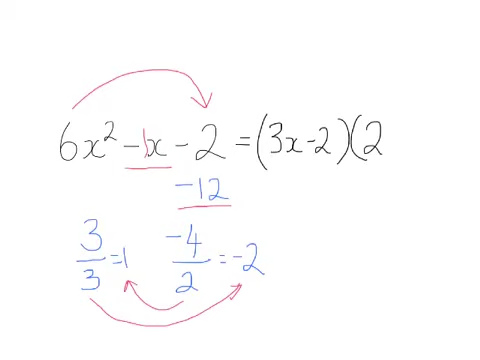 6x² - 1x - 2 = (3x - 2)(2
-12
3/3 = 1 -4/2 = -2